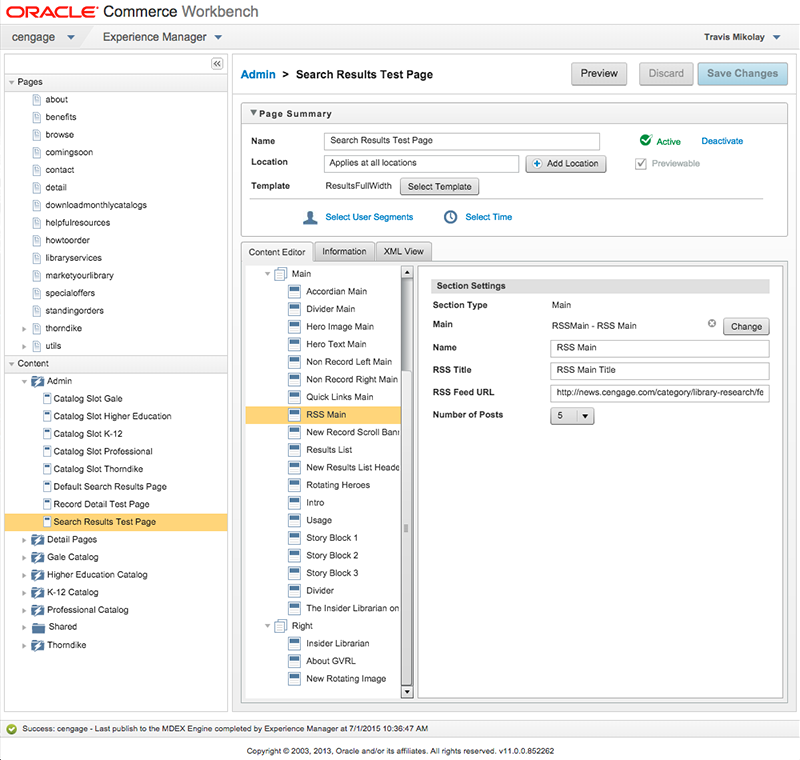 ORACLE Commerce Workbench
cengage Experience Manager Travis Mikolay
Pages
about
benefits
browse
comingsoon
contact
detail
downloadmonthlycatalogs
helpfulresources
howtoorder
libraryservices
marketyourlibrary
specialoffers
standingorders
thorndike
utils
Content
Admin
Catalog Slot Gale
Catalog Slot Higher Education
Catalog Slot K-12
Catalog Slot Professional
Catalog Slot Thorndike
Default Search Results Page
Record Detail Test Page
Search Results Test Page
Detail Pages
Gale Catalog
Higher Education Catalog
K-12 Catalog
Professional Catalog
Shared
Thorndike
Admin > Search Results Test Page Preview Discard Save Changes
Page Summary
Name Search Results Test Page Active Deactivate
Location Applies at all locations Add Location Previewable
Template ResultsFullWidth Select Template
Select User Segments Select Time
Content Editor Information XML View
Main
Accordian Main
Divider Main
Hero Image Main
Hero Text Main
Non Record Left Main
Non Record Right Main
Quick Links Main
RSS Main
New Record Scroll Bann
Results List
New Results List Heade
Rotating Heroes
Intro
Usage
Story Block 1
Story Block 2
Story Block 3
Divider
The Insider Librarian on
Right
Insider Librarian
About GVRL
New Rotating Image
Section Settings
Section Type Main
Main RSSMain - RSS Main Change
Name RSS Main
RSS Title RSS Main Title
RSS Feed URL http://news.cengage.com/category/library-research/fe
Number of Posts 5
Success: cengage - Last publish to the MDEX Engine completed by Experience Manager at 7/1/2015 10:36:47 AM
Copyright © 2003, 2013, Oracle and/or its affiliates. All rights reserved. v11.0.0.852262